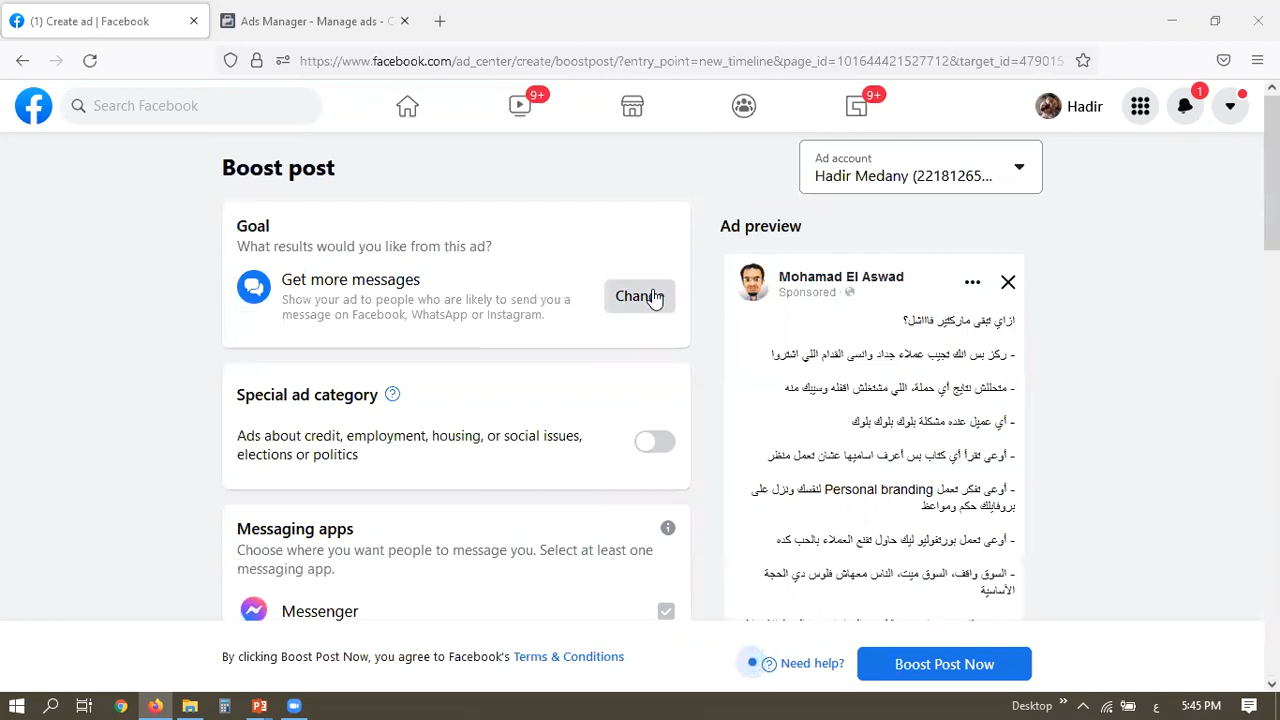 (1) Create ad | Facebook
Ads Manager - Manage ads - C
https://www.facebook.com/ad_center/create/boostpost/?entry_point=new_timeline&page_id=101644421527712&target_id=479015
Search Facebook
9+
9+
Hadir
1
Boost post
Ad account
Hadir Medany (22181265...
Goal
What results would you like from this ad?
Get more messages
Show your ad to people who are likely to send you a
message on Facebook, WhatsApp or Instagram.
Change
Special ad category
Ads about credit, employment, housing, or social issues,
elections or politics
Messaging apps
Choose where you want people to message you. Select at least one
messaging app.
Messenger
Ad preview
Mohamad El Aswad
Sponsored
ازاي تبقى ماركتير فااشل؟
- ركز بس انك تجيب عملاء جداد وانسى القدام اللي اشتروا
- متحللش نتايج أي حملة، اللي مشتغلش اقفله وسيبك منه
- أي عميل عنده مشكلة بلوك بلوك بلوك
- أوعى تقرأ أي كتاب بس أعرف اساميها عشان تعمل منظر
- أوعى تفكر تعمل Personal branding لنفسك ونزل على
بروفايلك حكم ومواعظ
- أوعى تعمل بورتفوليو ليك حاول تقنع العملاء بالحب كده
- السوق واقف، السوق ميت، الناس معهاش فلوس دي الحجة
الأساسية
By clicking Boost Post Now, you agree to Facebook's Terms & Conditions
Need help?
Boost Post Now
Desktop
ع
5:45 PM